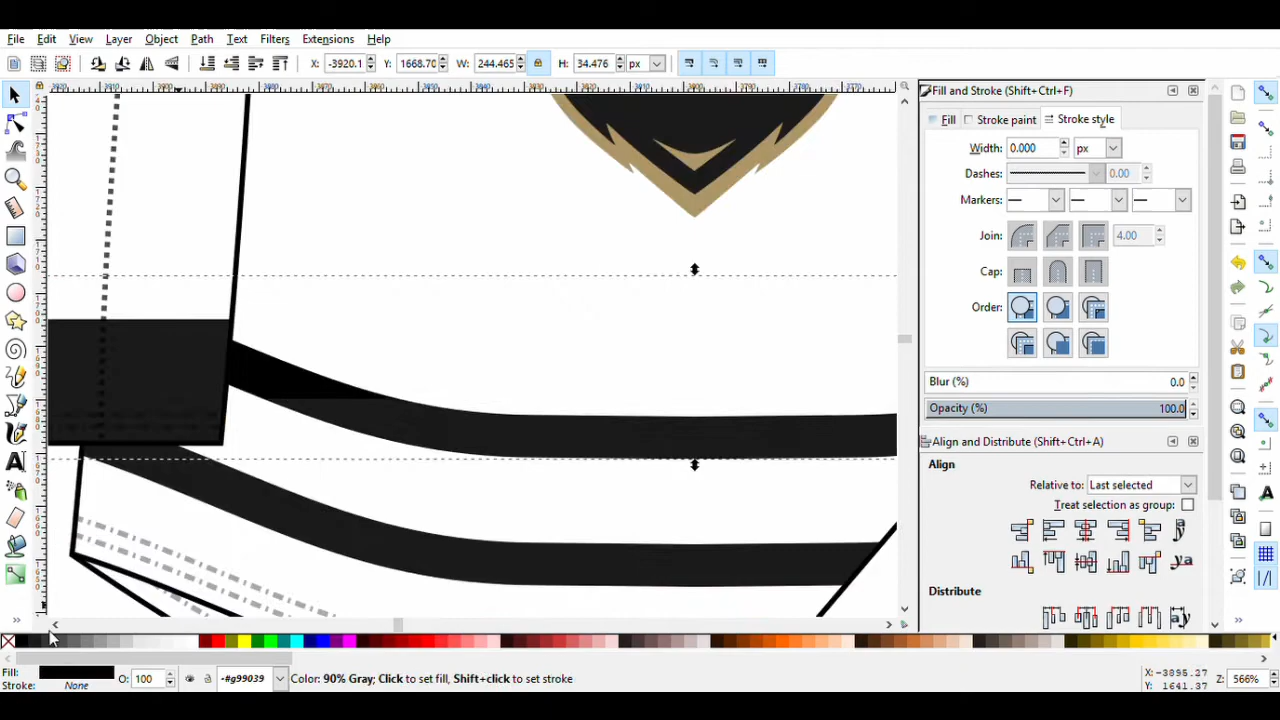 File Edit View Layer Object Path Text Filters Extensions Help
X: -3920.1 Y: 1668.70 W: 244.465 H: 34.476 px
Fill and Stroke (Shift+Ctrl+F)
Fill Stroke paint Stroke style
Width: 0.000 px
Dashes: 0.00
Markers:
Join: 4.00
Cap:
Order:
Blur (%) 0.0
Opacity (%) 100.0
Align and Distribute (Shift+Ctrl+A)
Align
Relative to: Last selected
Treat selection as group:
Distribute
Fill: O: 100 -#g99039 Color: 90% Gray; Click to set fill, Shift+click to set stroke X: -3895.27 Z: 566%
Stroke: None Y: 1641.37